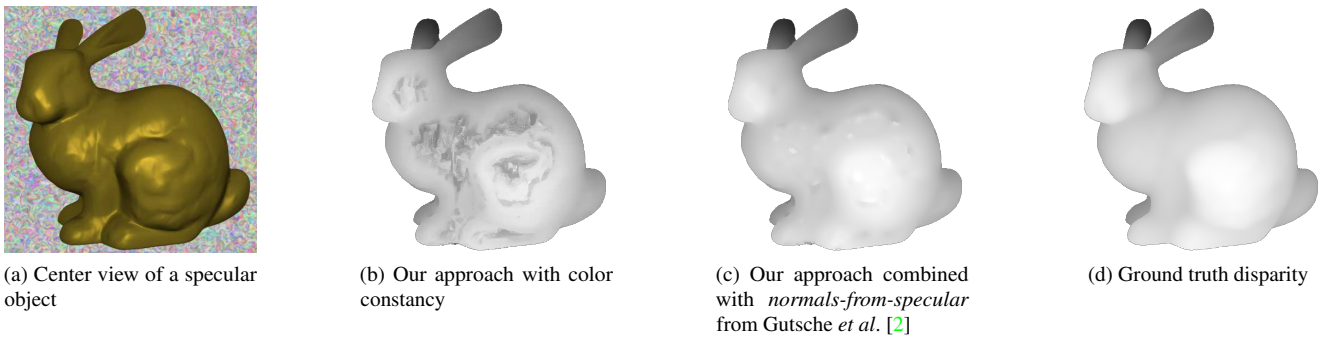 (a) Center view of a specular
object
(b) Our approach with color
constancy
(c) Our approach combined
with normals-from-specular
from Gutsche et al. [2]
(d) Ground truth disparity